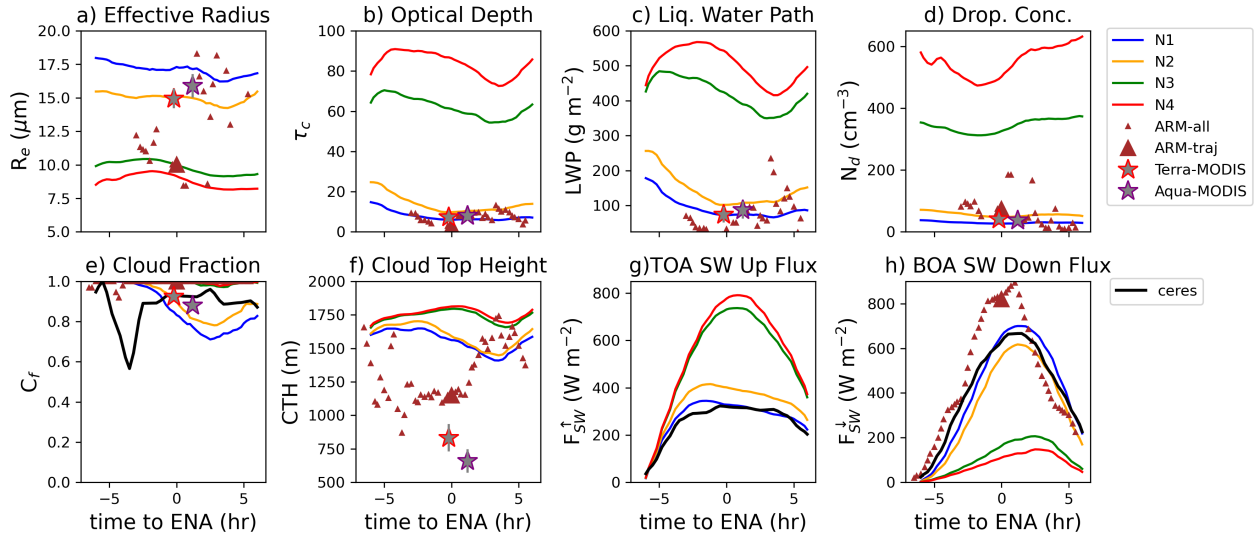 a) Effective Radius
b) Optical Depth
c) Liq. Water Path
d) Drop. Conc.
20.0
17.5
15.0
12.5
10.0
7.5
5.0
Rₑ (μm)
100
80
60
40
20
0
τ_c
600
500
400
300
200
100
LWP (g m⁻²)
600
400
200
0
N_d (cm⁻³)
N1
N2
N3
N4
ARM-all
ARM-traj
Terra-MODIS
Aqua-MODIS
e) Cloud Fraction
f) Cloud Top Height
g)TOA SW Up Flux
h) BOA SW Down Flux
1.0
0.8
0.6
0.4
0.2
0.0
C_f
−5
0
5
time to ENA (hr)
2000
1750
1500
1250
1000
750
500
CTH (m)
−5
0
5
time to ENA (hr)
800
600
400
200
0
F_SW^↑ (W m⁻²)
−5
0
5
time to ENA (hr)
800
600
400
200
0
F_SW^↓ (W m⁻²)
−5
0
5
time to ENA (hr)
ceres